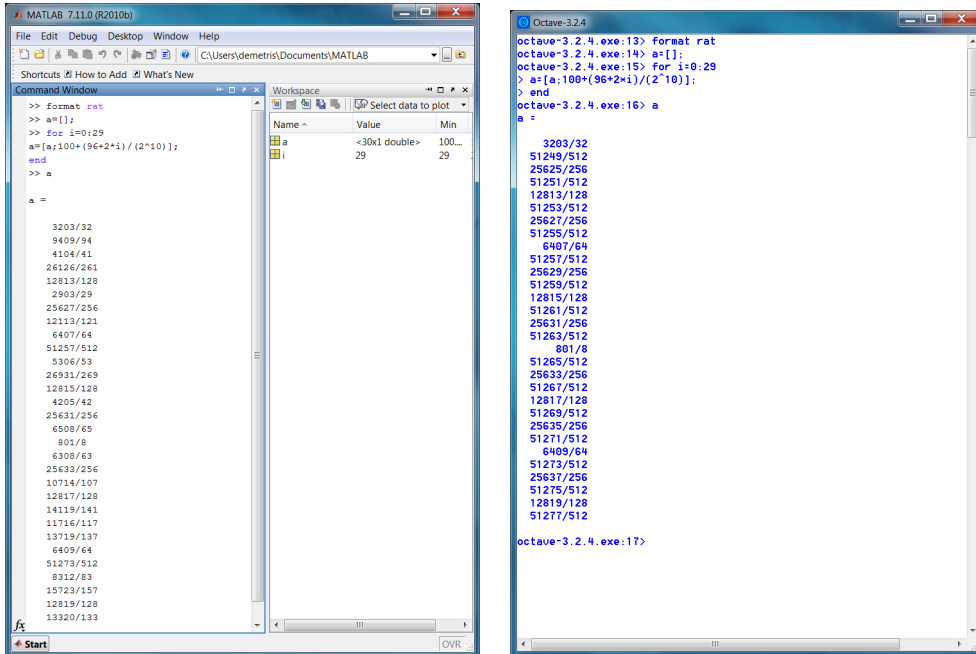 MATLAB 7.11.0 (R2010b)
File Edit Debug Desktop Window Help
C:\Users\demetris\Documents\MATLAB
Shortcuts How to Add What's New
Command Window
>> format rat
>> a=[];
>> for i=0:29
a=[a;100+(96+2*i)/(2^10)];
end
>> a
a =
3203/32
9409/94
4104/41
26126/261
12813/128
2903/29
25627/256
12113/121
6407/64
51257/512
5306/53
26931/269
12815/128
4205/42
25631/256
6508/65
801/8
6308/63
25633/256
10714/107
12817/128
14119/141
11716/117
13719/137
6409/64
51273/512
8312/83
15723/157
12819/128
13320/133
fx
Start
OVR
Workspace
Select data to plot
Name Value Min
a <30x1 double> 100...
i 29 29
Octave-3.2.4
octave-3.2.4.exe:13> format rat
octave-3.2.4.exe:14> a=[];
octave-3.2.4.exe:15> for i=0:29
> a=[a;100+(96+2*i)/(2^10)];
> end
octave-3.2.4.exe:16> a
a =
3203/32
51249/512
25625/256
51251/512
12813/128
51253/512
25627/256
51255/512
6407/64
51257/512
25629/256
51259/512
12815/128
51261/512
25631/256
51263/512
801/8
51265/512
25633/256
51267/512
12817/128
51269/512
25635/256
51271/512
6409/64
51273/512
25637/256
51275/512
12819/128
51277/512
octave-3.2.4.exe:17>